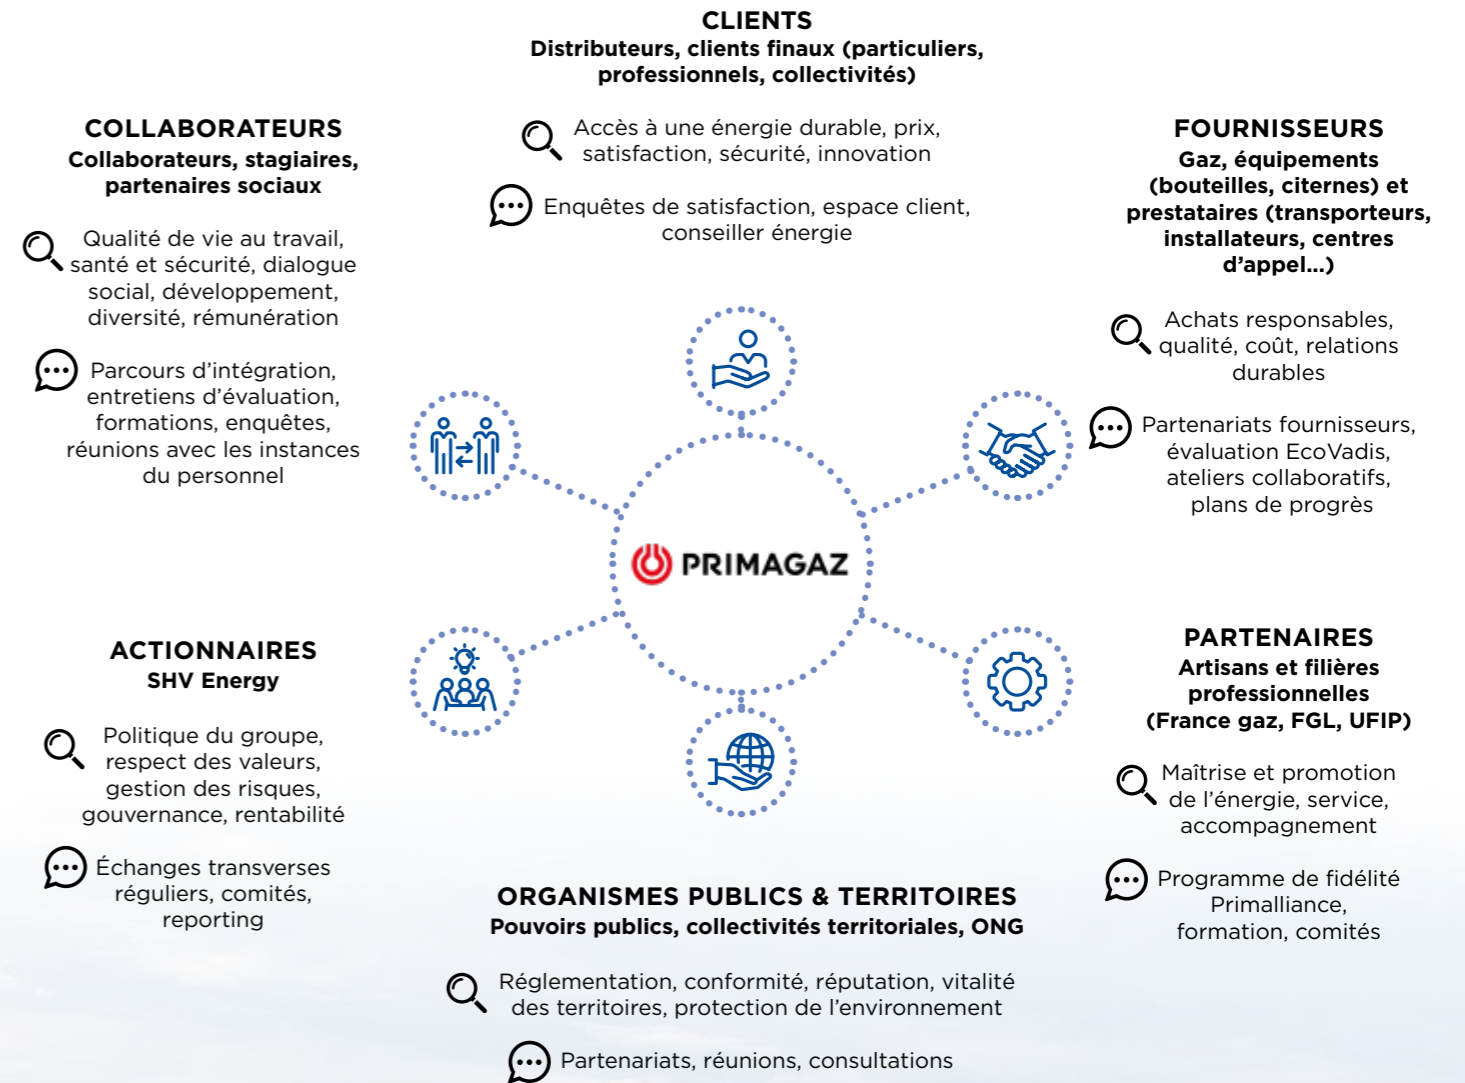 CLIENTS
Distributeurs, clients finaux (particuliers,
professionnels, collectivités)
Accès à une énergie durable, prix,
satisfaction, sécurité, innovation
Enquêtes de satisfaction, espace client,
conseiller énergie
COLLABORATEURS
Collaborateurs, stagiaires,
partenaires sociaux
Qualité de vie au travail,
santé et sécurité, dialogue
social, développement,
diversité, rémunération
Parcours d’intégration,
entretiens d’évaluation,
formations, enquêtes,
réunions avec les instances
du personnel
FOURNISSEURS
Gaz, équipements
(bouteilles, citernes) et
prestataires (transporteurs,
installateurs, centres
d’appel...)
Achats responsables,
qualité, coût, relations
durables
Partenariats fournisseurs,
évaluation EcoVadis,
ateliers collaboratifs,
plans de progrès
PRIMAGAZ
ACTIONNAIRES
SHV Energy
Politique du groupe,
respect des valeurs,
gestion des risques,
gouvernance, rentabilité
Échanges transverses
réguliers, comités,
reporting
PARTENAIRES
Artisans et filières
professionnelles
(France gaz, FGL, UFIP)
Maîtrise et promotion
de l’énergie, service,
accompagnement
Programme de fidélité
Primalliance,
formation, comités
ORGANISMES PUBLICS & TERRITOIRES
Pouvoirs publics, collectivités territoriales, ONG
Réglementation, conformité, réputation, vitalité
des territoires, protection de l’environnement
Partenariats, réunions, consultations